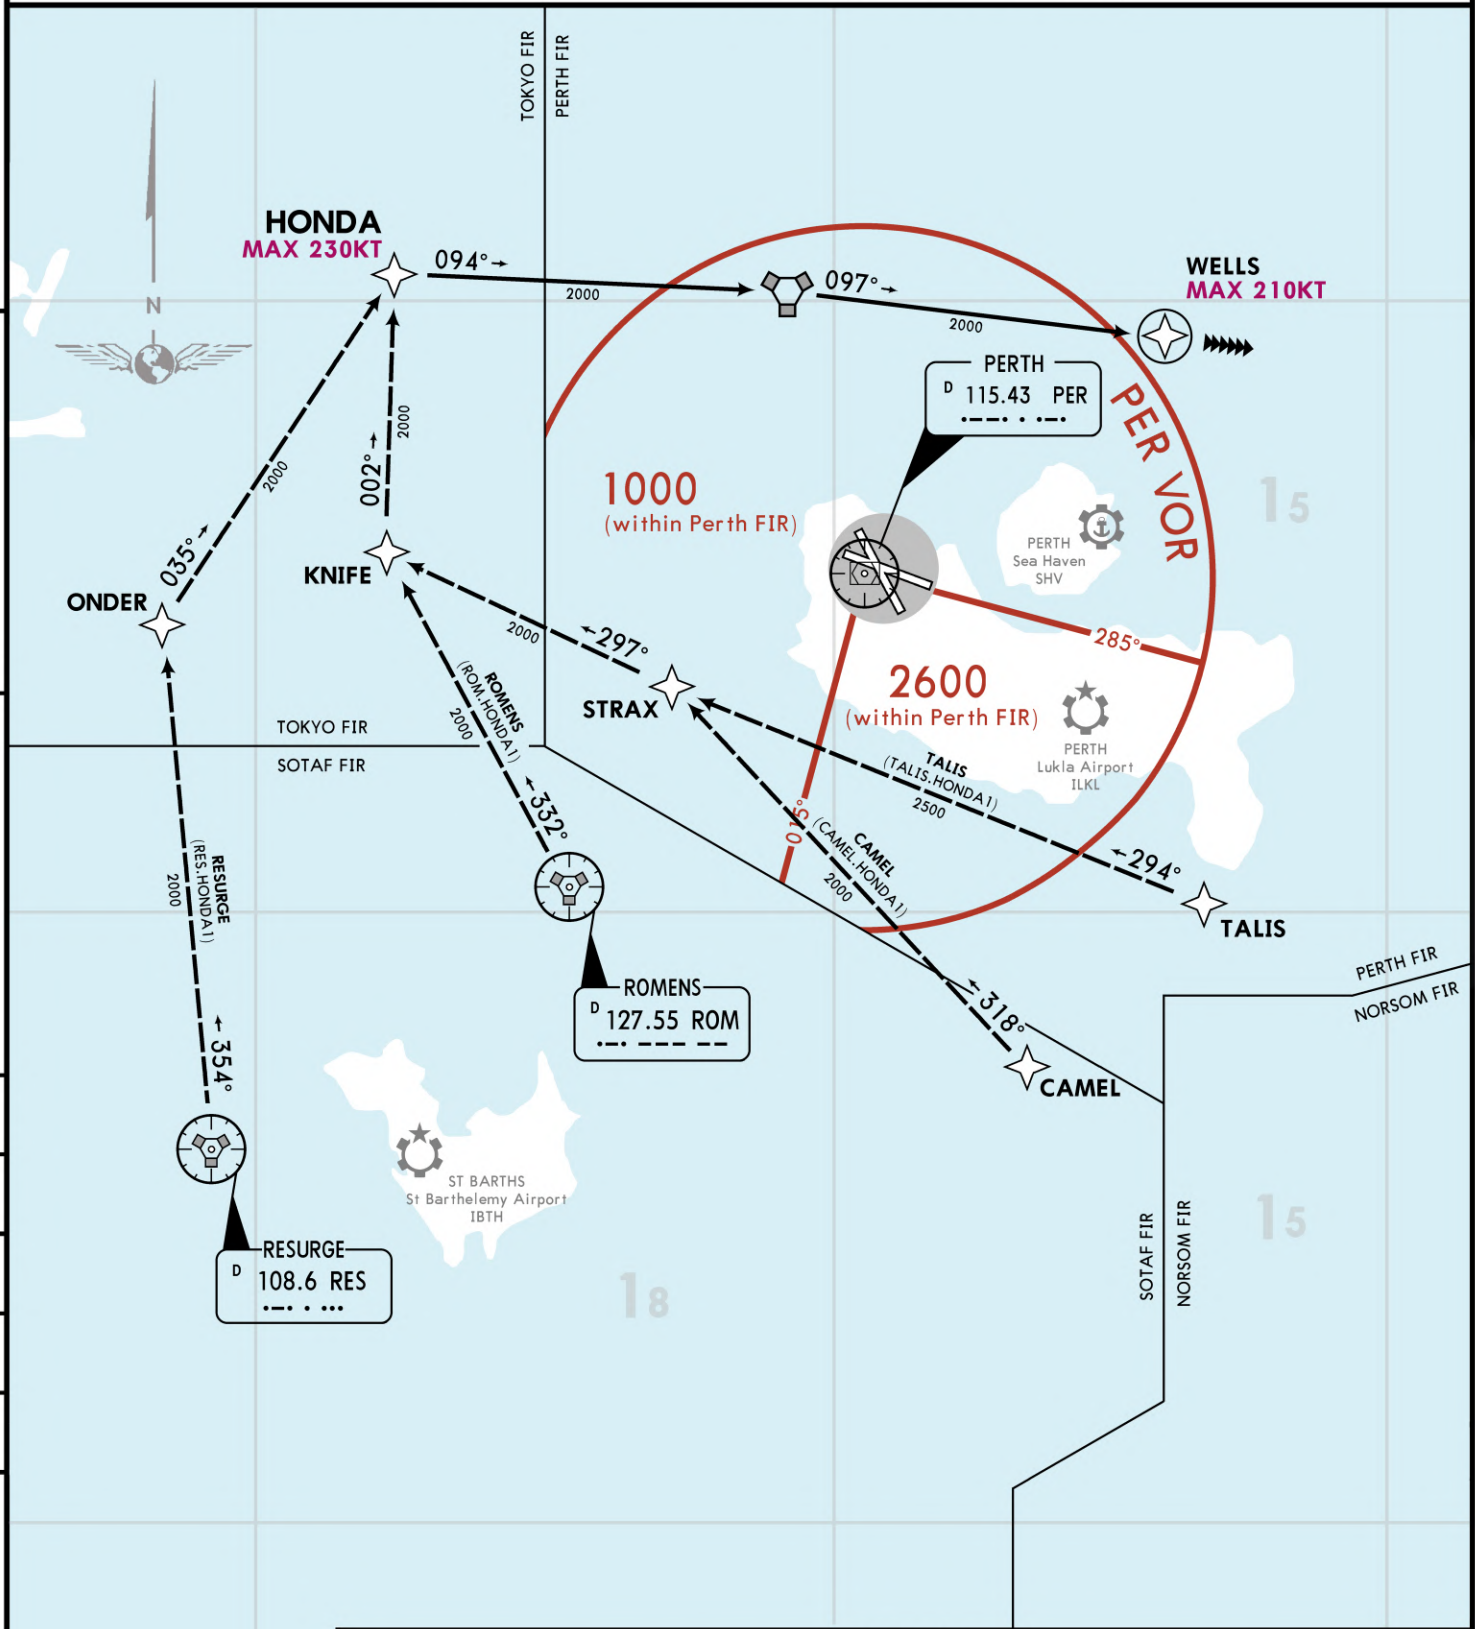 TOKYO FIR
PERTH FIR
N
HONDA
MAX 230KT
094°
2000
097°
2000
WELLS
MAX 210KT
PERTH
D 115.43 PER
PER VOR
15
1000
(within Perth FIR)
PERTH
Sea Haven
SHV
002°
2000
035°
2000
KNIFE
ONDER
297°
2000
STRAX
285°
2600
(within Perth FIR)
PERTH
Lukla Airport
ILKL
TOKYO FIR
SOTAF FIR
ROMENS
(ROM.HONDA1)
2000
332°
015°
TALIS
(TALIS.HONDA1)
2500
294°
TALIS
CAMEL
(CAMEL.HONDA1)
2000
318°
CAMEL
RESURGE
(RES.HONDA1)
2000
354°
ROMENS
D 127.55 ROM
PERTH FIR
NORSOM FIR
ST BARTHS
St Barthelemy Airport
IBTH
RESURGE
D 108.6 RES
18
SOTAF FIR
NORSOM FIR
15